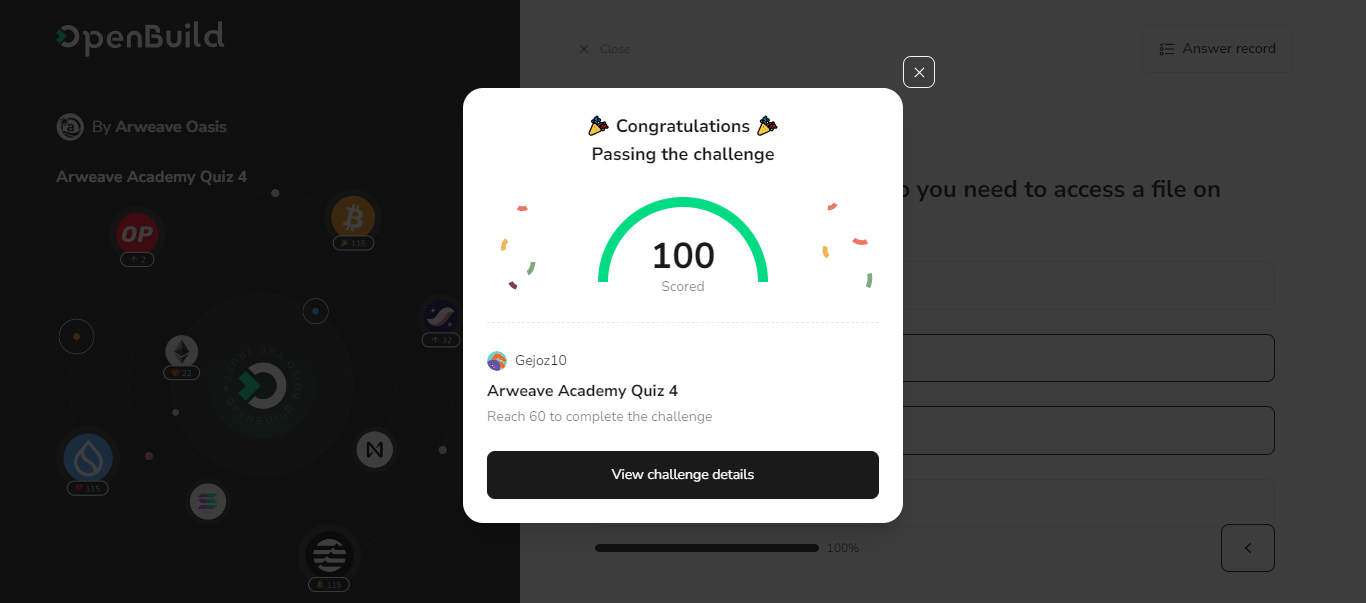 OpenBuild
By Arweave Oasis
Arweave Academy Quiz 4
OP
2
115
32
22
115
115
Close
Answer record
you need to access a file on
100%
🎉 Congratulations 🎉
Passing the challenge
100
Scored
Gejoz10
Arweave Academy Quiz 4
Reach 60 to complete the challenge
View challenge details